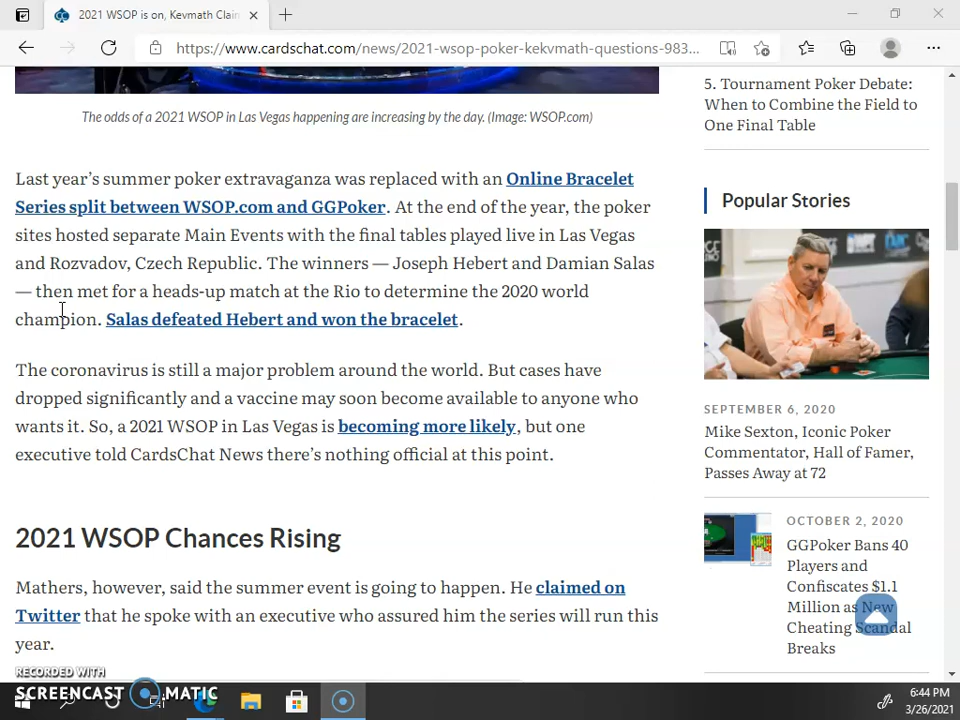 2021 WSOP is on, Kevmath Clain
https://www.cardschat.com/news/2021-wsop-poker-kekvmath-questions-983...
The odds of a 2021 WSOP in Las Vegas happening are increasing by the day. (Image: WSOP.com)
Last year's summer poker extravaganza was replaced with an Online Bracelet
Series split between WSOP.com and GGPoker. At the end of the year, the poker
sites hosted separate Main Events with the final tables played live in Las Vegas
and Rozvadov, Czech Republic. The winners — Joseph Hebert and Damian Salas
— then met for a heads-up match at the Rio to determine the 2020 world
champion. Salas defeated Hebert and won the bracelet.
The coronavirus is still a major problem around the world. But cases have
dropped significantly and a vaccine may soon become available to anyone who
wants it. So, a 2021 WSOP in Las Vegas is becoming more likely, but one
executive told CardsChat News there's nothing official at this point.
2021 WSOP Chances Rising
Mathers, however, said the summer event is going to happen. He claimed on
Twitter that he spoke with an executive who assured him the series will run this
year.
5. Tournament Poker Debate:
When to Combine the Field to
One Final Table
Popular Stories
SEPTEMBER 6, 2020
Mike Sexton, Iconic Poker
Commentator, Hall of Famer,
Passes Away at 72
OCTOBER 2, 2020
GGPoker Bans 40
Players and
Confiscates $1.1
Million as New
Cheating Scandal
Breaks
RECORDED WITH
SCREENCAST MATIC
6:44 PM
3/26/2021